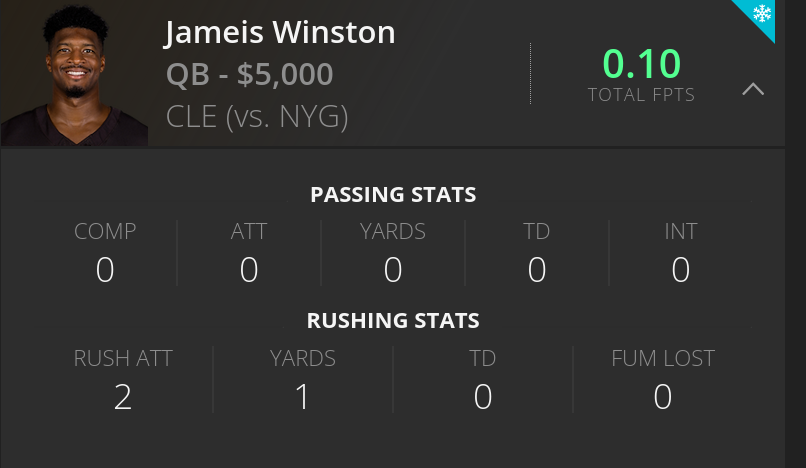 Jameis Winston
QB - $5,000
CLE (vs. NYG)
0.10
TOTAL FPTS
PASSING STATS
COMP ATT YARDS TD INT
0 0 0 0 0
RUSHING STATS
RUSH ATT YARDS TD FUM LOST
2 1 0 0